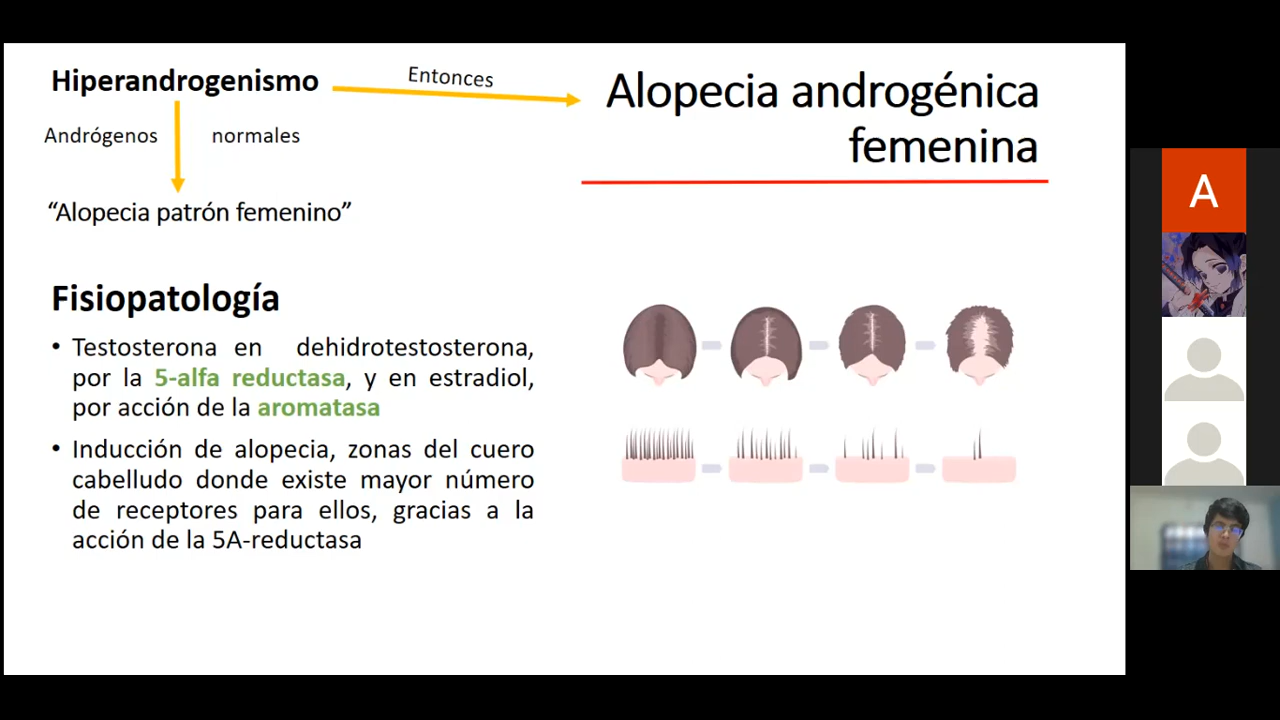 Hiperandrogenismo
Entonces
Alopecia androgénica
femenina
Andrógenos normales
“Alopecia patrón femenino”
Fisiopatología
• Testosterona en dehidrotestosterona,
por la 5-alfa reductasa, y en estradiol,
por acción de la aromatasa
• Inducción de alopecia, zonas del cuero
cabelludo donde existe mayor número
de receptores para ellos, gracias a la
acción de la 5A-reductasa
A